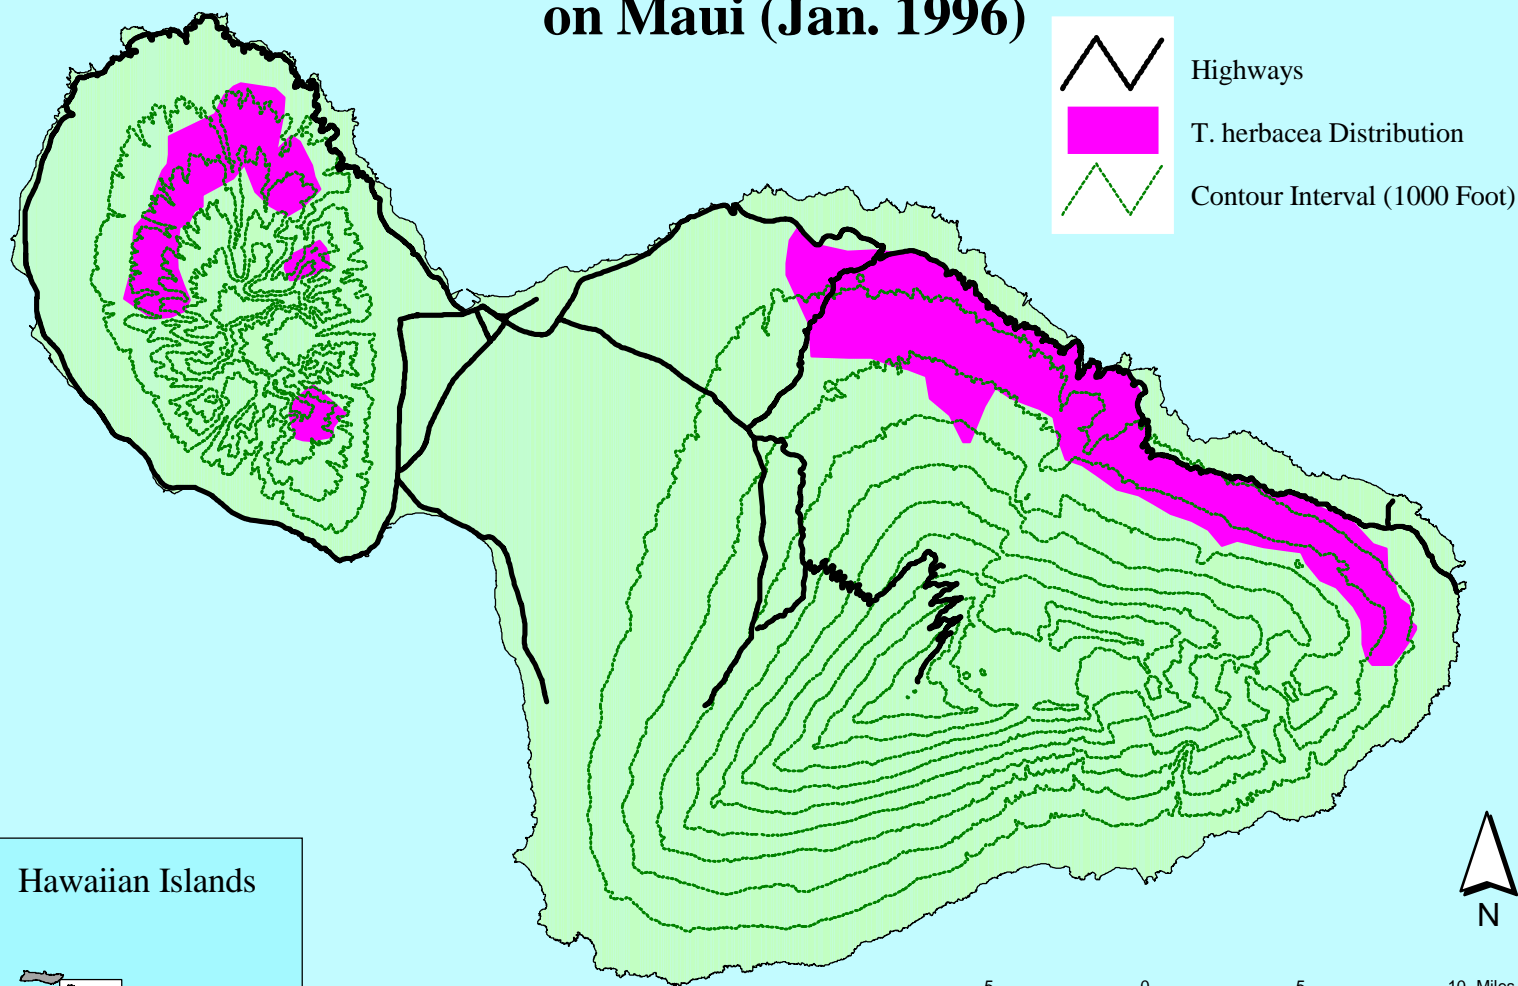 on Maui (Jan. 1996)
Highways
T. herbacea Distribution
Contour Interval (1000 Foot)
Hawaiian Islands
N
5 0 5 10 Miles